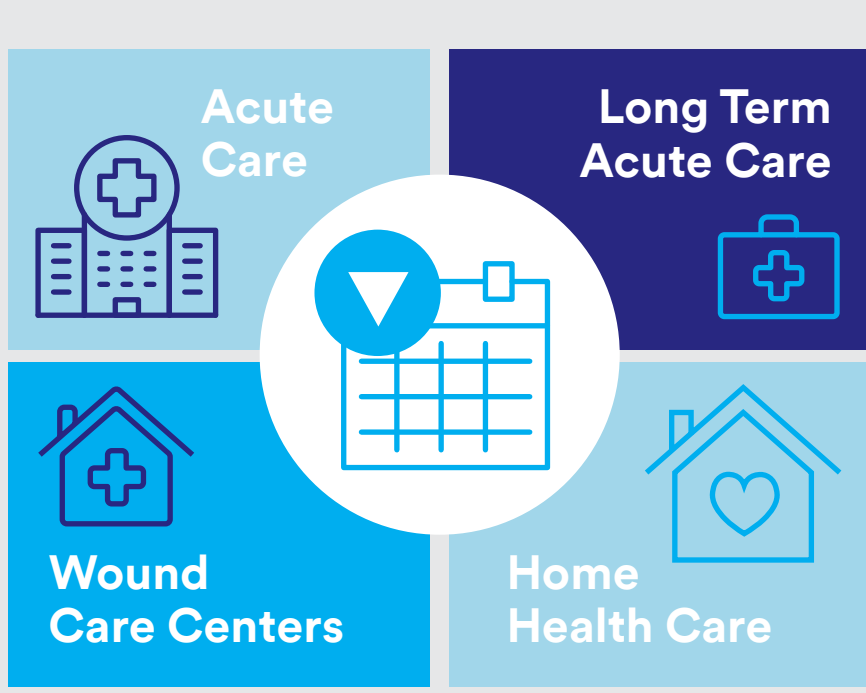 Acute
Care
Long Term
Acute Care
Wound
Care Centers
Home
Health Care